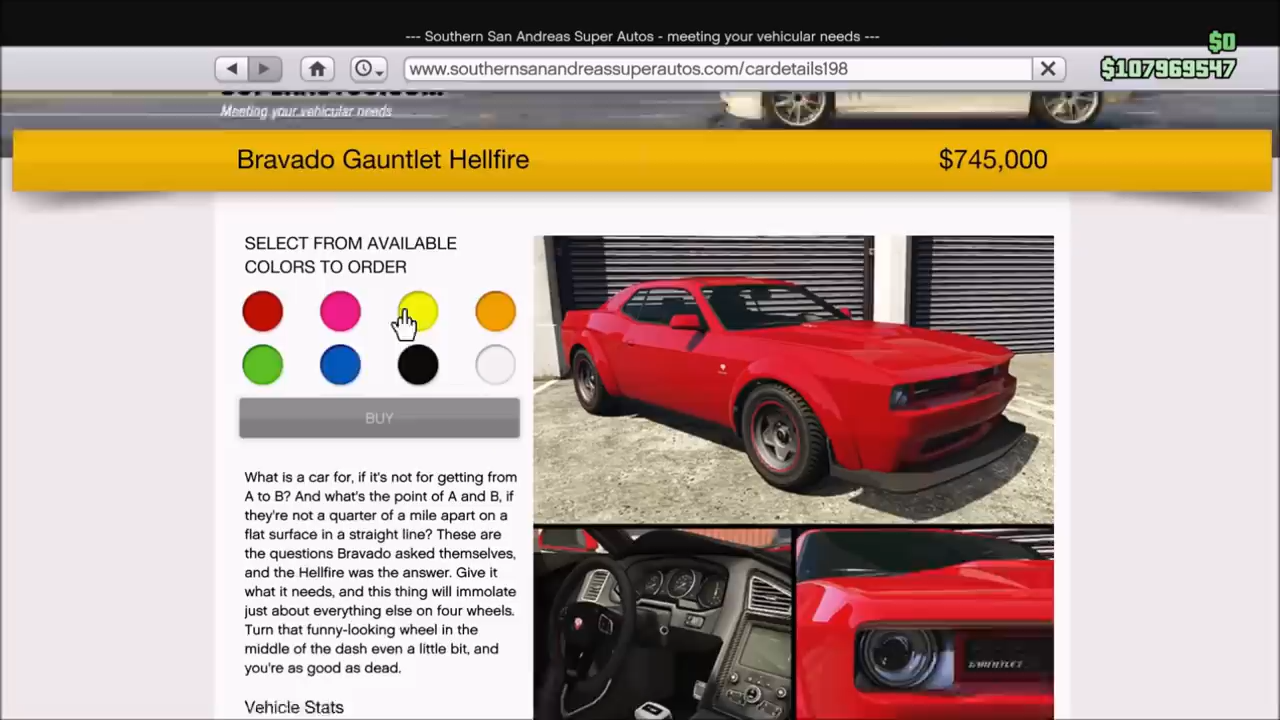 --- Southern San Andreas Super Autos - meeting your vehicular needs ---
$0
www.southernsanandreassuperautos.com/cardetails198
$107969547
Meeting your vehicular needs
Bravado Gauntlet Hellfire
$745,000
SELECT FROM AVAILABLE
COLORS TO ORDER
BUY
What is a car for, if it's not for getting from
A to B? And what's the point of A and B, if
they're not a quarter of a mile apart on a
flat surface in a straight line? These are
the questions Bravado asked themselves,
and the Hellfire was the answer. Give it
what it needs, and this thing will immolate
just about everything else on four wheels.
Turn that funny-looking wheel in the
middle of the dash even a little bit, and
you're as good as dead.
GAUNTLET
Vehicle Stats